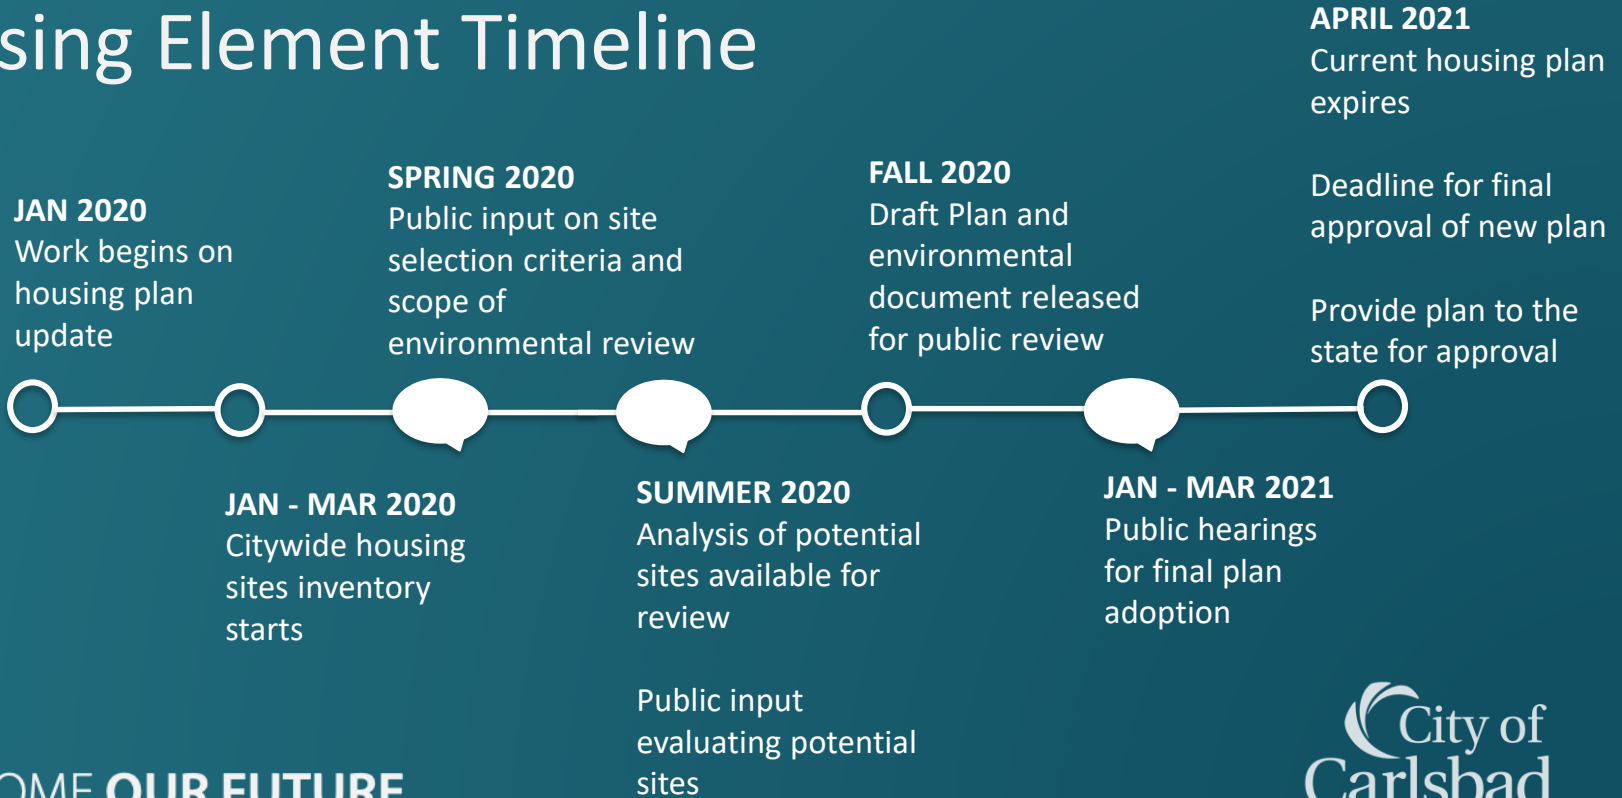 sing Element Timeline
JAN 2020
Work begins on
housing plan
update
JAN - MAR 2020
Citywide housing
sites inventory
starts
SPRING 2020
Public input on site
selection criteria and
scope of
environmental review
SUMMER 2020
Analysis of potential
sites available for
review
Public input
evaluating potential
sites
FALL 2020
Draft Plan and
environmental
document released
for public review
JAN - MAR 2021
Public hearings
for final plan
adoption
APRIL 2021
Current housing plan
expires
Deadline for final
approval of new plan
Provide plan to the
state for approval
OME OUR FUTURE
City of
Carlsbad